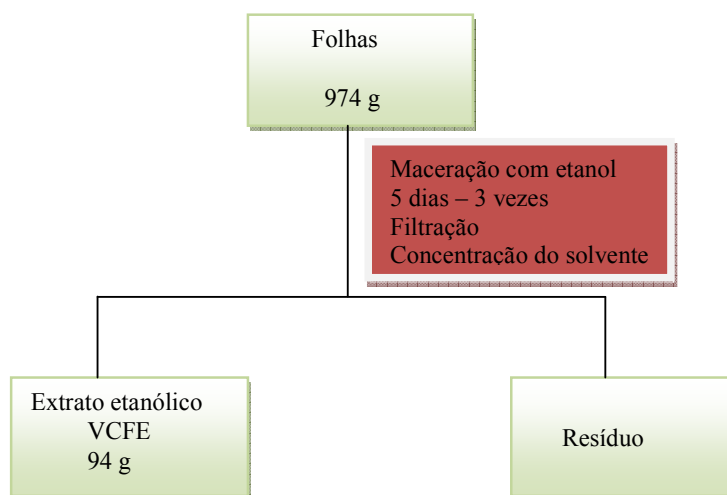 Folhas
974 g
Maceração com etanol
5 dias – 3 vezes
Filtração
Concentração do solvente
Extrato etanólico
VCFE
94 g
Resíduo